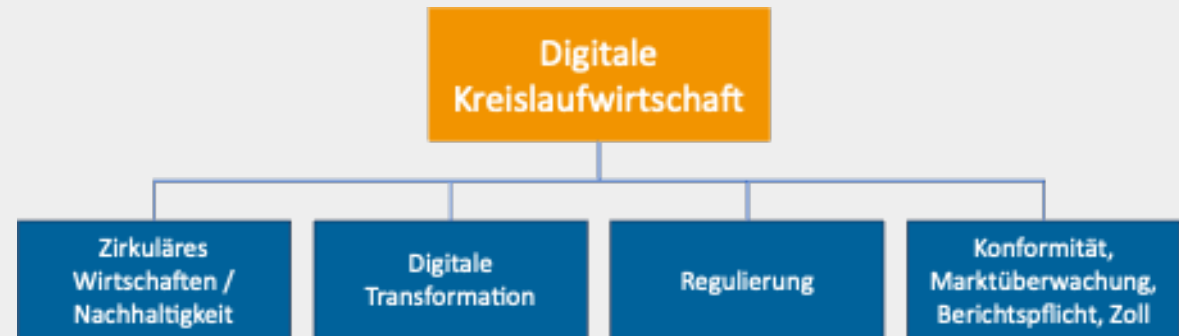 Digitale
Kreislaufwirtschaft
Zirkuläres
Wirtschaften /
Nachhaltigkeit
Digitale
Transformation
Regulierung
Konformität,
Marktüberwachung,
Berichtspflicht, Zoll